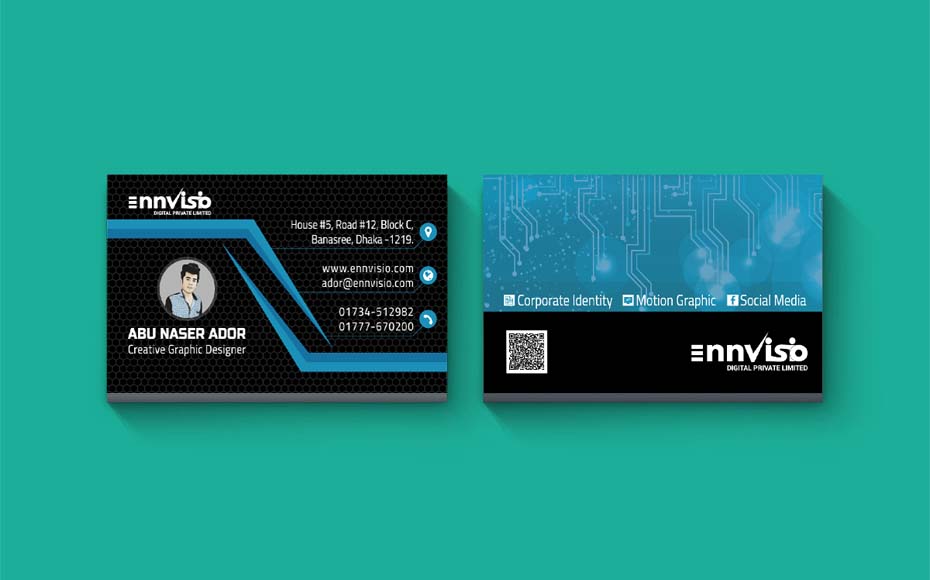 ennvisio
DIGITAL PRIVATE LIMITED
House #5, Road #12, Block C,
Banasree, Dhaka -1219.
www.ennvisio.com
ador@ennvisio.com
01734-512982
01777-670200
ABU NASER ADOR
Creative Graphic Designer
Corporate Identity Motion Graphic Social Media
ennvisio
DIGITAL PRIVATE LIMITED